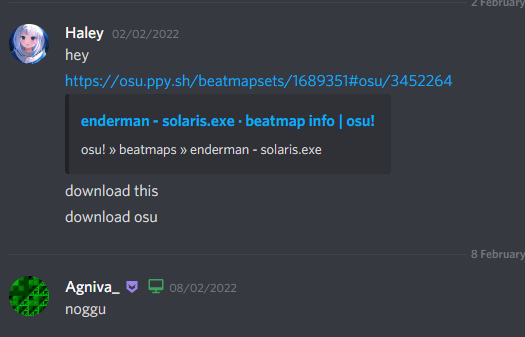 2 February
Haley 02/02/2022
hey
https://osu.ppy.sh/beatmapsets/1689351#osu/3452264
enderman - solaris.exe · beatmap info | osu!
osu! » beatmaps » enderman - solaris.exe
download this
download osu
8 February
Agniva_ 08/02/2022
noggu